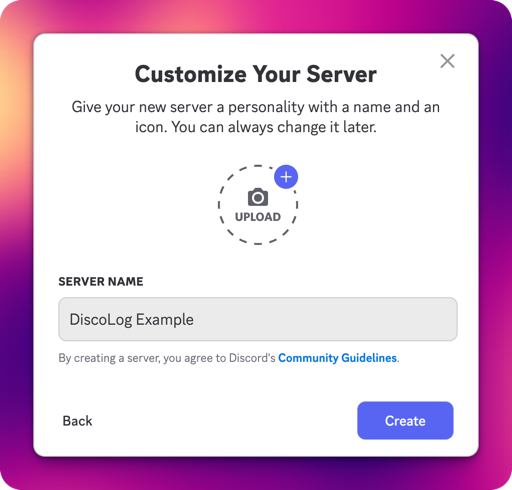 Customize Your Server
Give your new server a personality with a name and an
icon. You can always change it later.
UPLOAD
SERVER NAME
DiscoLog Example
By creating a server, you agree to Discord's Community Guidelines.
Back
Create